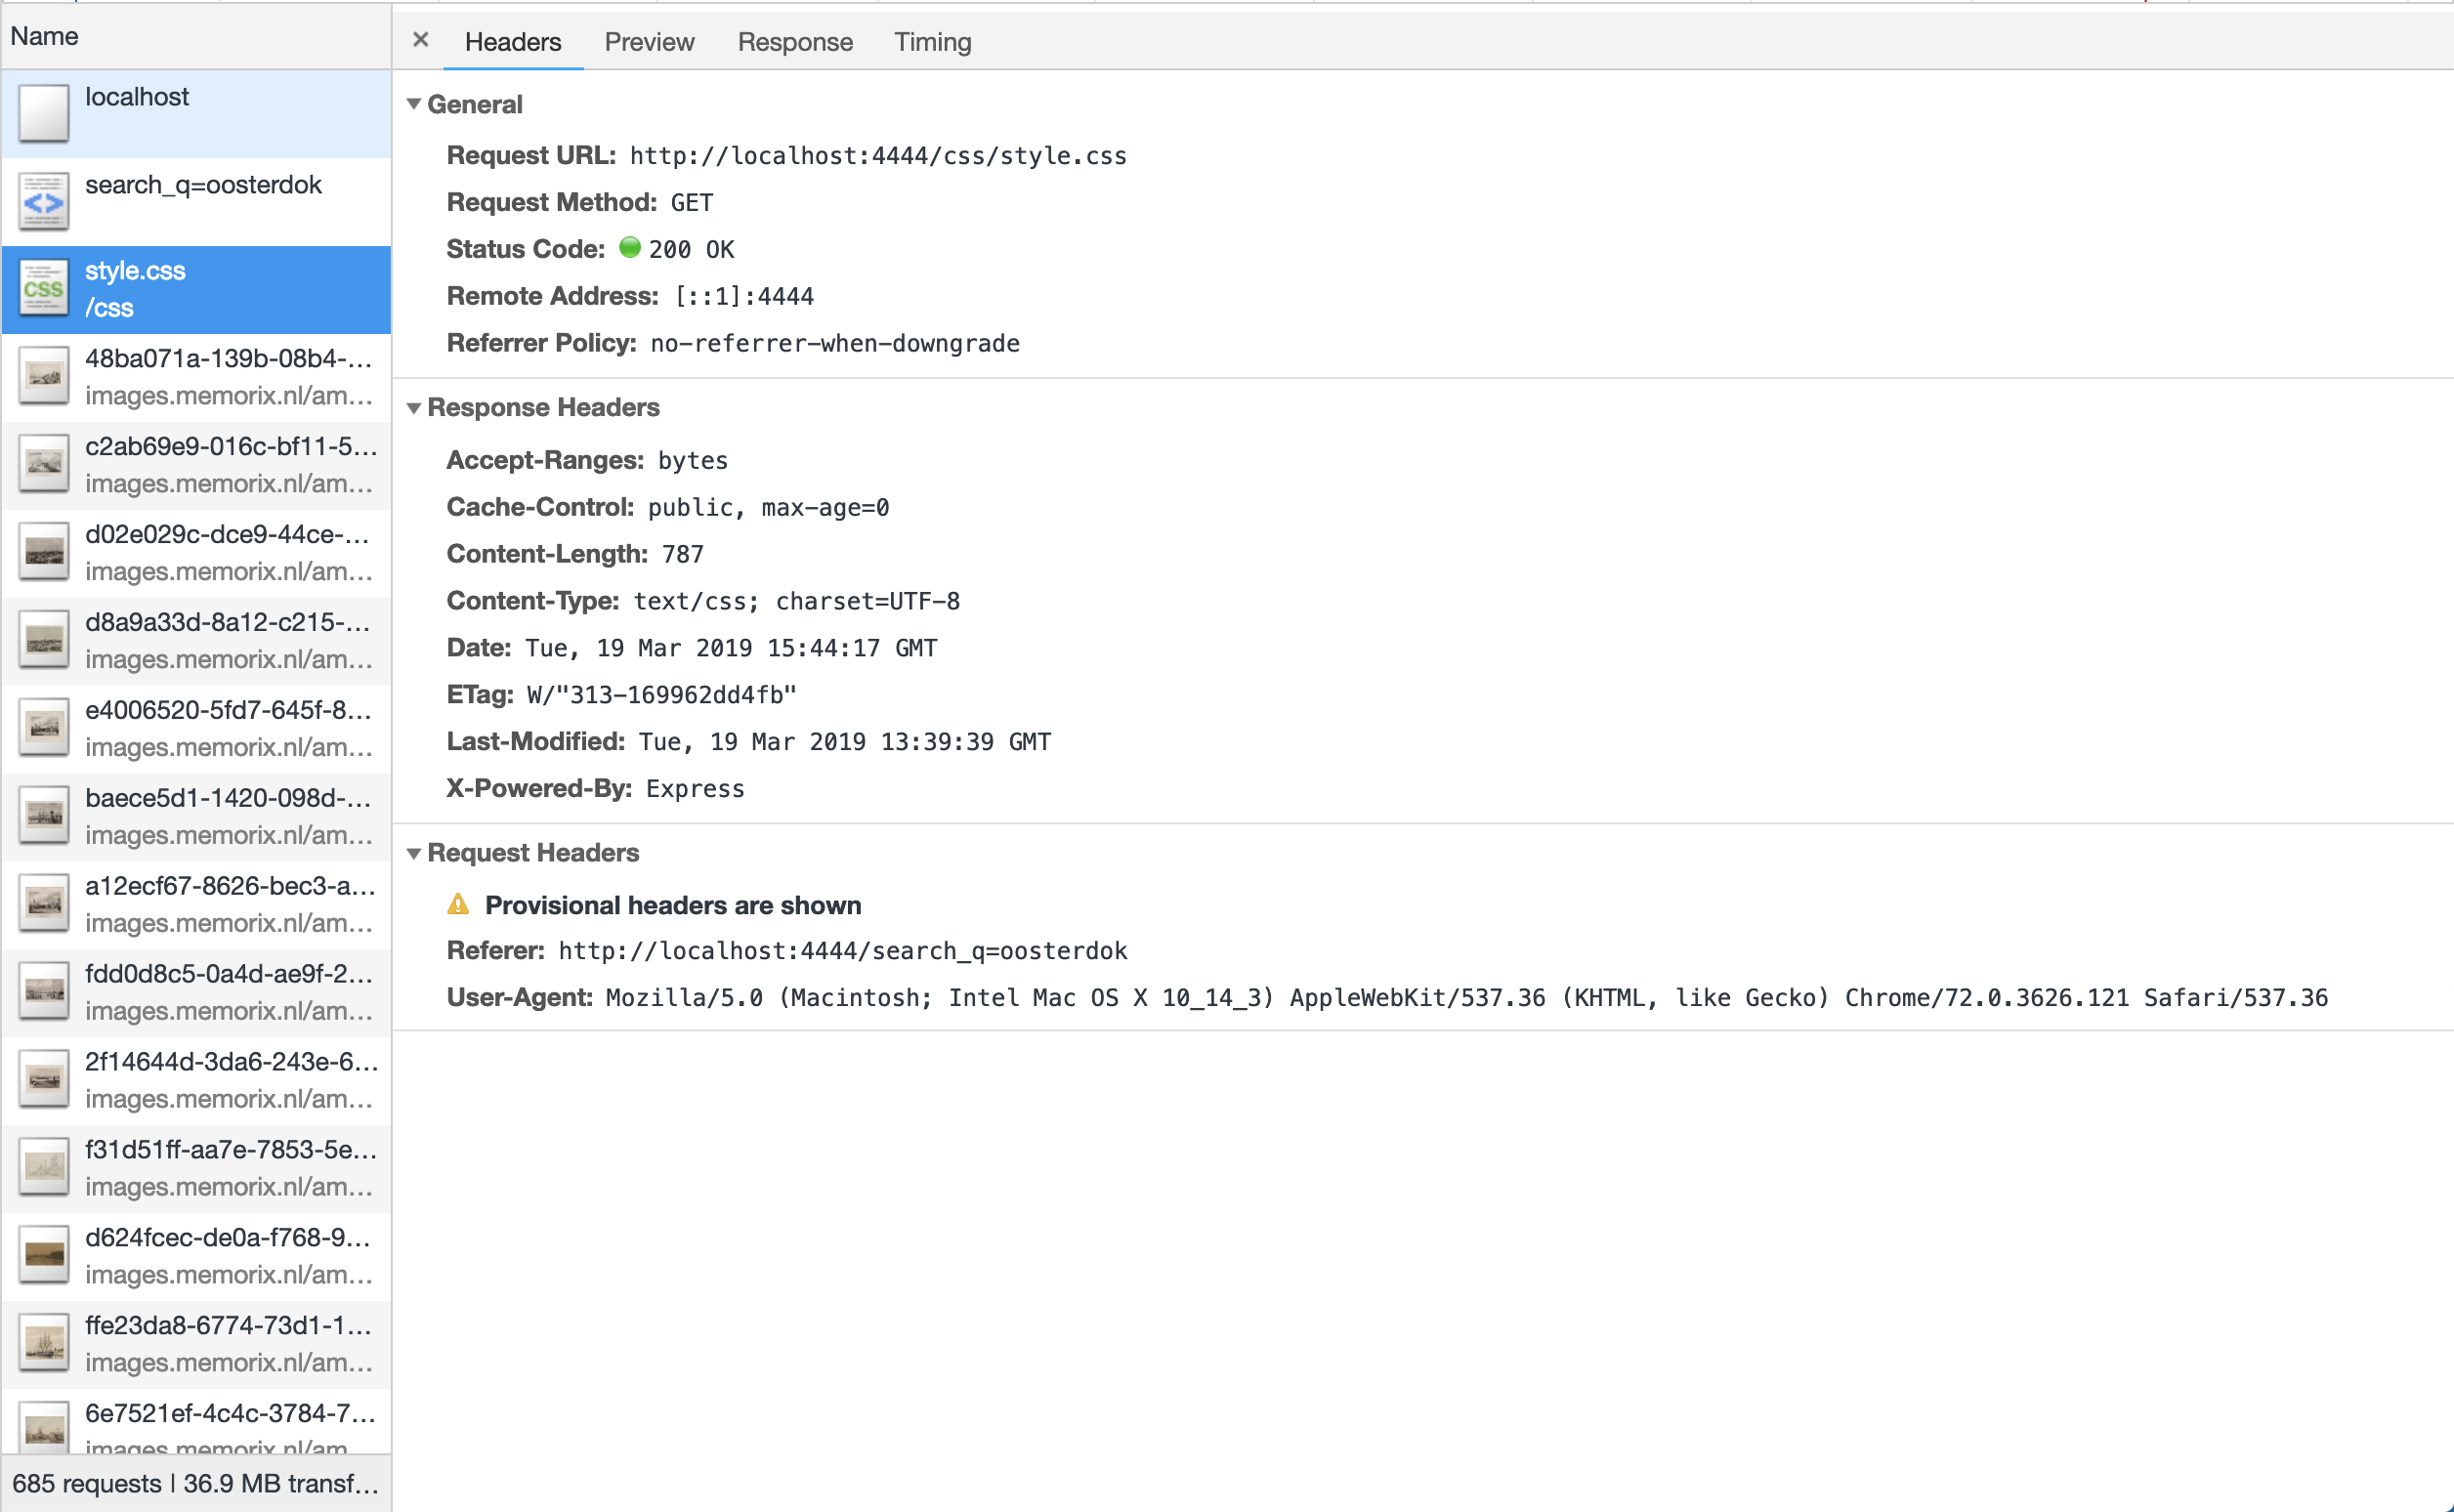 Name
localhost
search_q=oosterdok
style.css
/css
48ba071a-139b-08b4-...
images.memorix.nl/am...
c2ab69e9-016c-bf11-5...
images.memorix.nl/am...
d02e029c-dce9-44ce-...
images.memorix.nl/am...
d8a9a33d-8a12-c215-...
images.memorix.nl/am...
e4006520-5fd7-645f-8...
images.memorix.nl/am...
baece5d1-1420-098d-...
images.memorix.nl/am...
a12ecf67-8626-bec3-a...
images.memorix.nl/am...
fdd0d8c5-0a4d-ae9f-2...
images.memorix.nl/am...
2f14644d-3da6-243e-6...
images.memorix.nl/am...
f31d51ff-aa7e-7853-5e...
images.memorix.nl/am...
d624fcec-de0a-f768-9...
images.memorix.nl/am...
ffe23da8-6774-73d1-1...
images.memorix.nl/am...
6e7521ef-4c4c-3784-7...
images.memorix.nl/am
685 requests | 36.9 MB transf...
× Headers Preview Response Timing
General
Request URL: http://localhost:4444/css/style.css
Request Method: GET
Status Code: 200 OK
Remote Address: [::1]:4444
Referrer Policy: no-referrer-when-downgrade
Response Headers
Accept-Ranges: bytes
Cache-Control: public, max-age=0
Content-Length: 787
Content-Type: text/css; charset=UTF-8
Date: Tue, 19 Mar 2019 15:44:17 GMT
ETag: W/"313-169962dd4fb"
Last-Modified: Tue, 19 Mar 2019 13:39:39 GMT
X-Powered-By: Express
Request Headers
Provisional headers are shown
Referer: http://localhost:4444/search_q=oosterdok
User-Agent: Mozilla/5.0 (Macintosh; Intel Mac OS X 10_14_3) AppleWebKit/537.36 (KHTML, like Gecko) Chrome/72.0.3626.121 Safari/537.36